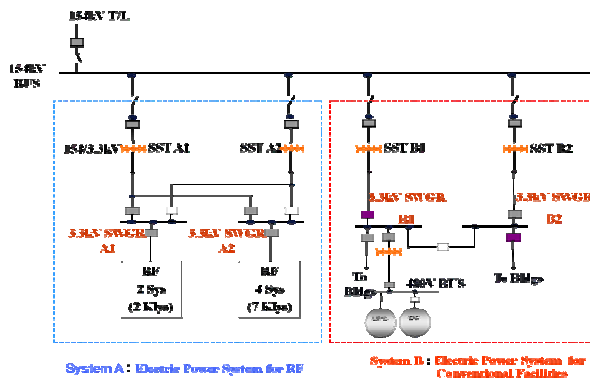 154kV T/L
154kV
BUS
154/3.3kV
SST A1
SST A2
SST B1
SST B2
3.3kV SWGR
B1
3.3kV SWGR
B2
3.3kV SWGR
A1
3.3kV SWGR
A2
RF
2 Sys
(2 Klys)
RF
4 Sys
(7 Klys)
To
Bldgs
480V BUS
To Bldgs
System A : Electric Power System for RF
System B : Electric Power System for
Conventional Facilities